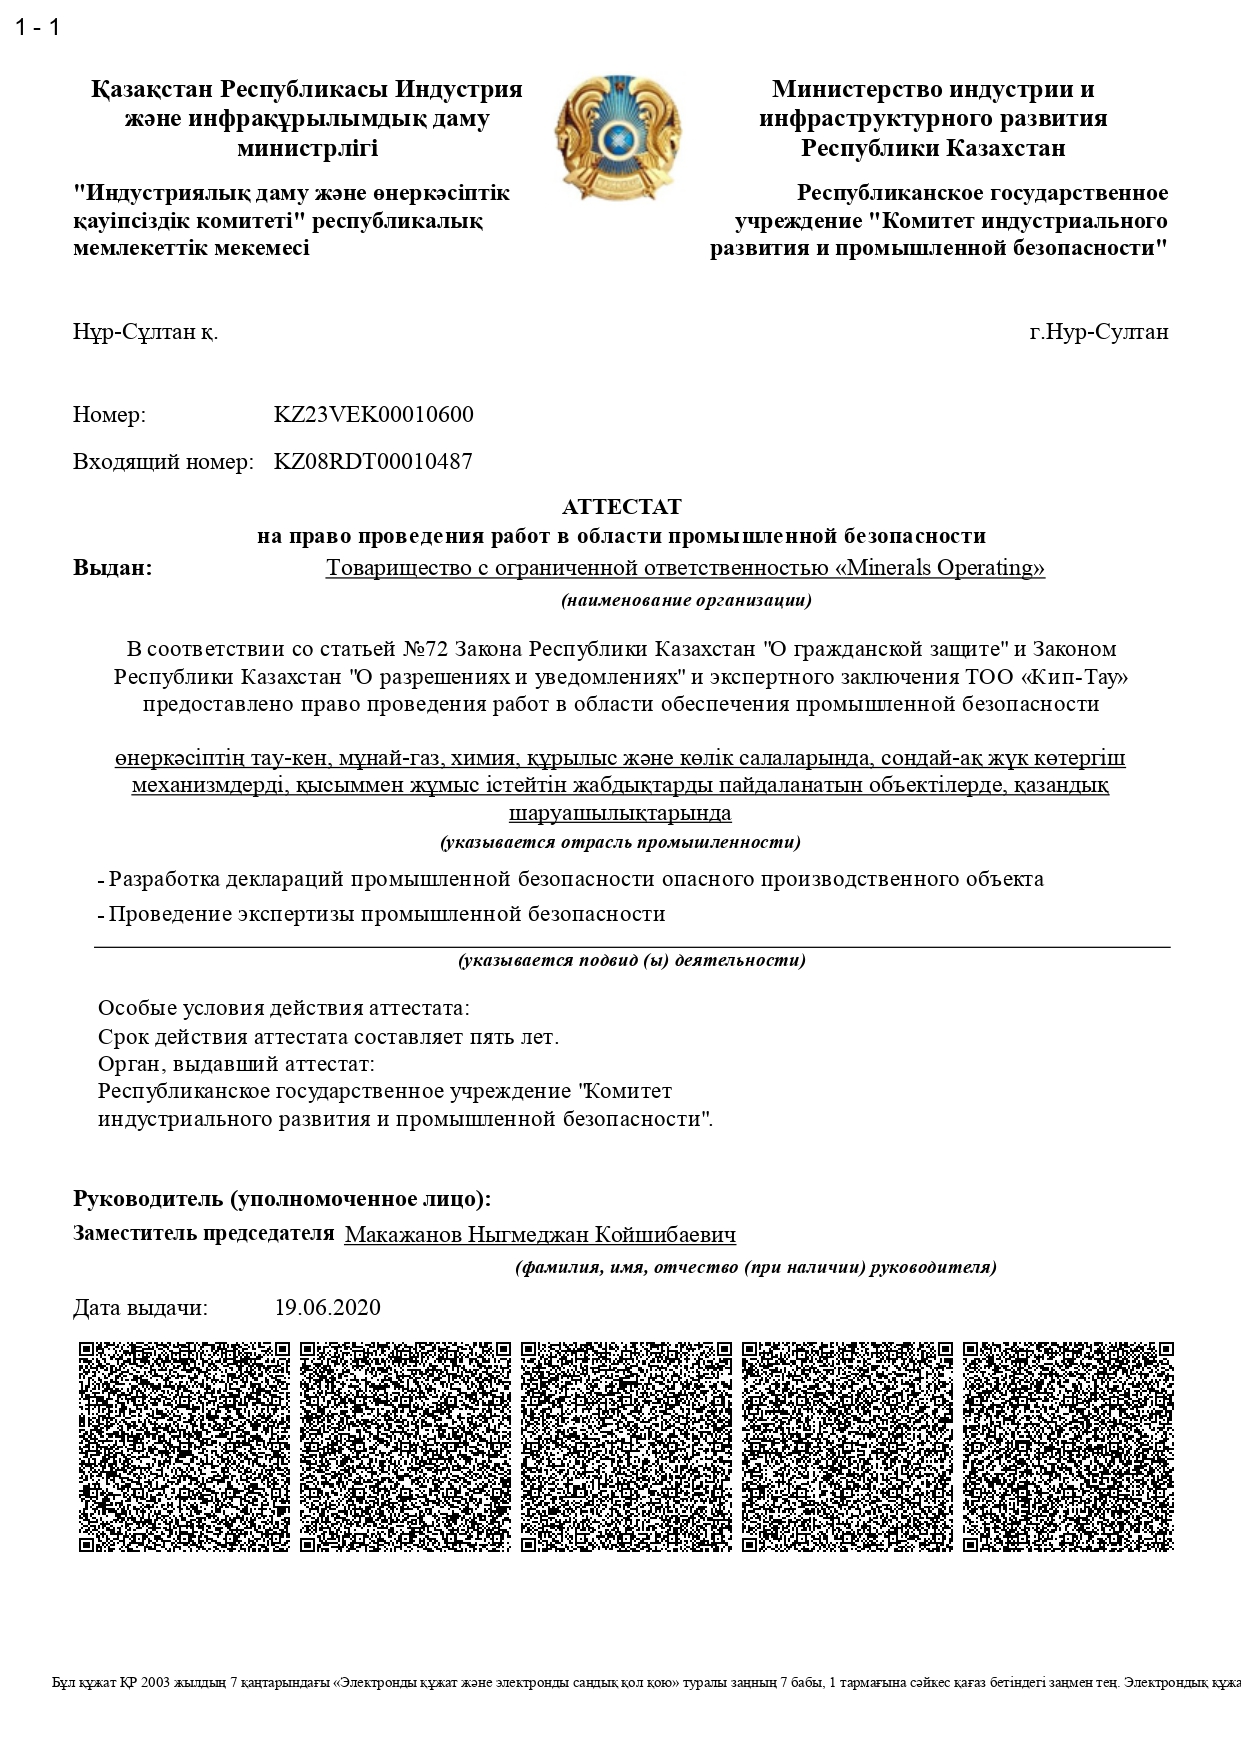 1 - 1
Қазақстан Республикасы Индустрия
және инфрақұрылымдық даму
министрлігі
"Индустриялық даму және өнеркәсіптік
қауіпсіздік комитеті" республикалық
мемлекеттік мекемесі
Министерство индустрии и
инфраструктурного развития
Республики Казахстан
Республиканское государственное
учреждение "Комитет индустриального
развития и промышленной безопасности"
Нұр-Сұлтан қ.
г.Нур-Султан
Номер: KZ23VEK00010600
Входящий номер: KZ08RDT00010487
АТТЕСТАТ
на право проведения работ в области промышленной безопасности
Выдан: Товарищество с ограниченной ответственностью «Minerals Operating»
(наименование организации)
В соответствии со статьей №72 Закона Республики Казахстан "О гражданской защите" и Законом
Республики Казахстан "О разрешениях и уведомлениях" и экспертного заключения ТОО «Кип-Тау»
предоставлено право проведения работ в области обеспечения промышленной безопасности
өнеркәсіптің тау-кен, мұнай-газ, химия, құрылыс және көлік салаларында, сондай-ақ жүк көтергіш
механизмдерді, қысыммен жұмыс істейтін жабдықтарды пайдаланатын объектілерде, қазандық
шаруашылықтарында
(указывается отрасль промышленности)
- Разработка деклараций промышленной безопасности опасного производственного объекта
- Проведение экспертизы промышленной безопасности
(указывается подвид (ы) деятельности)
Особые условия действия аттестата:
Срок действия аттестата составляет пять лет.
Орган, выдавший аттестат:
Республиканское государственное учреждение "Комитет
индустриального развития и промышленной безопасности".
Руководитель (уполномоченное лицо):
Заместитель председателя Макажанов Ныгмеджан Койшибаевич
(фамилия, имя, отчество (при наличии) руководителя)
Дата выдачи: 19.06.2020
Бұл құжат ҚР 2003 жылдың 7 қаңтарындағы «Электронды құжат және электронды сандық қол қою» туралы заңның 7 бабы, 1 тармағына сәйкес қағаз бетіндегі заңмен тең. Электрондық құжа